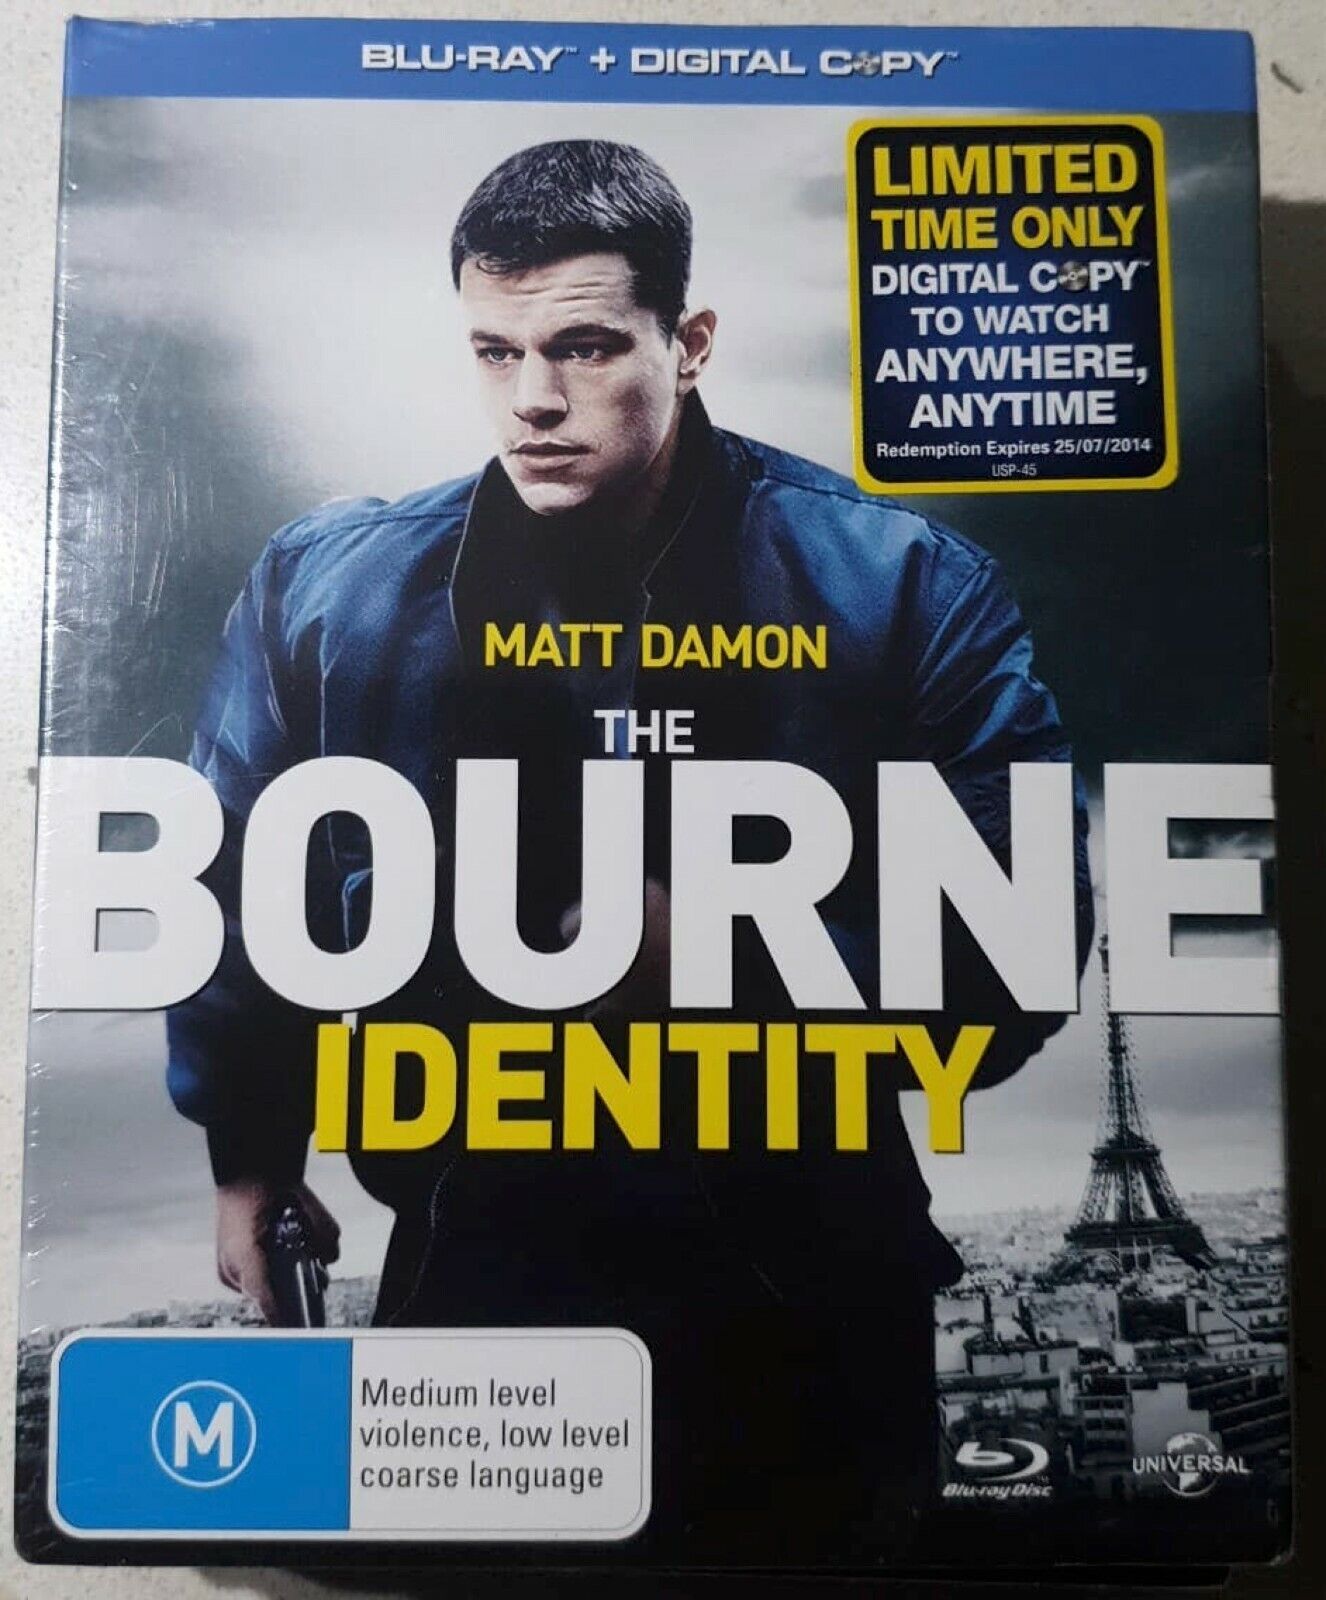 BLU-RAY™ + DIGITAL COPY™
LIMITED
TIME ONLY
DIGITAL COPY™
TO WATCH
ANYWHERE,
ANYTIME
Redemption Expires 25/07/2014
USP-45
MATT DAMON
THE
BOURNE
IDENTITY
M
Medium level
violence, low level
coarse language
Blu-ray Disc™
UNIVERSAL